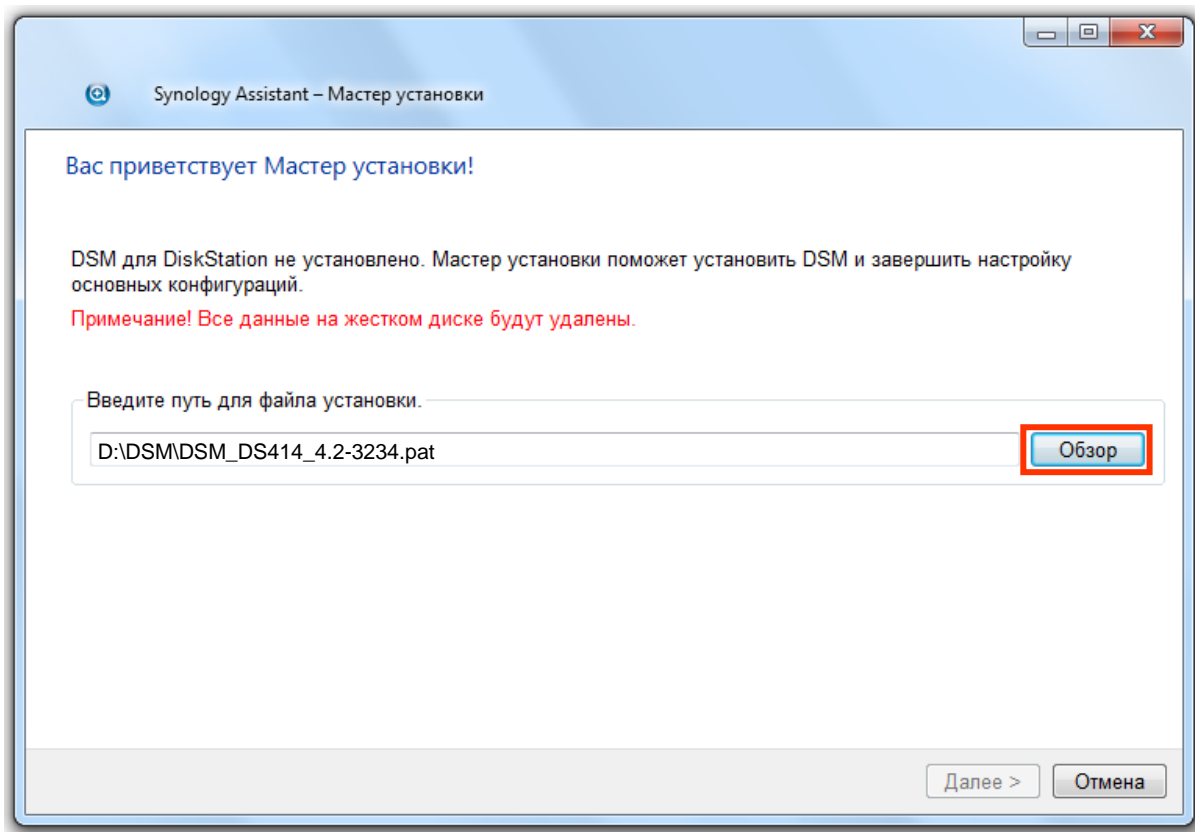 Synology Assistant – Мастер установки
Вас приветствует Мастер установки!
DSM для DiskStation не установлено. Мастер установки поможет установить DSM и завершить настройку
основных конфигураций.
Примечание! Все данные на жестком диске будут удалены.
Введите путь для файла установки.
D:\DSM\DSM_DS414_4.2-3234.pat
Обзор
Далее >
Отмена